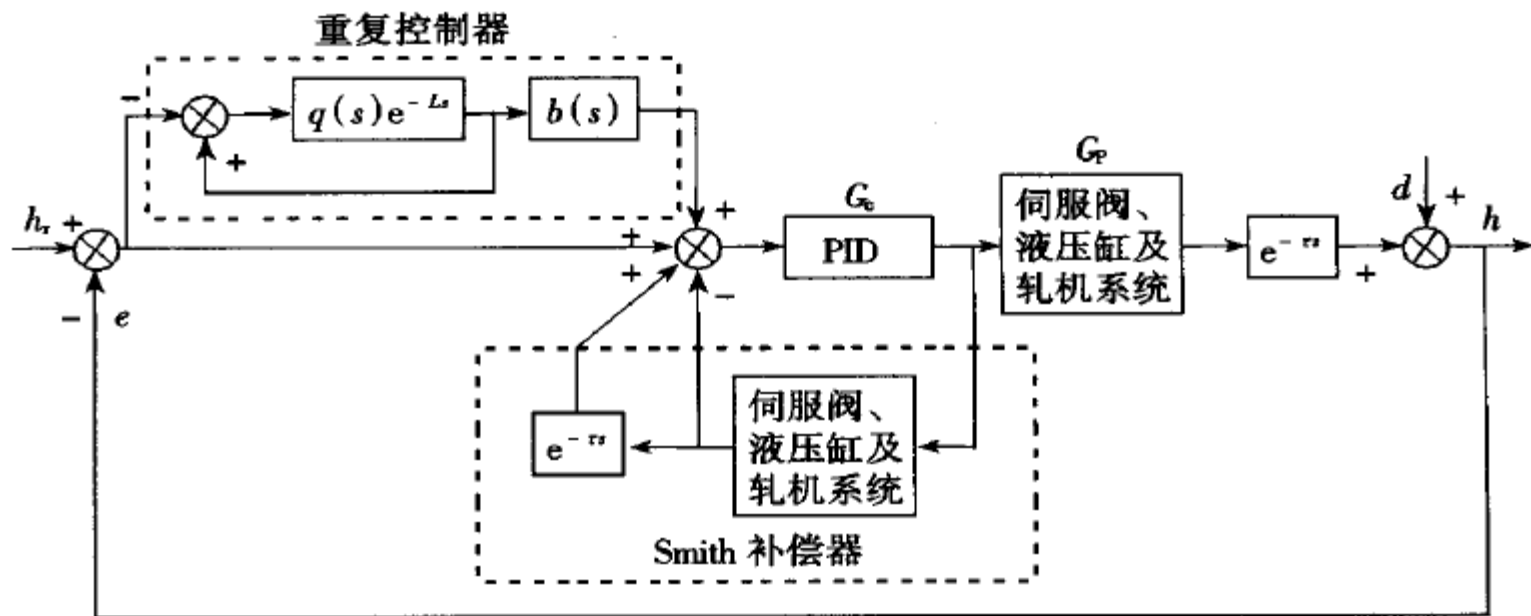 重复控制器
−
q(s)e^{-Ls}
b(s)
+
G_P
+
G_c
伺服阀、
液压缸及
轧机系统
d
+
h_r
+
+
+
PID
e^{-τs}
+
h
−
−
e
伺服阀、
液压缸及
轧机系统
e^{-τs}
Smith 补偿器